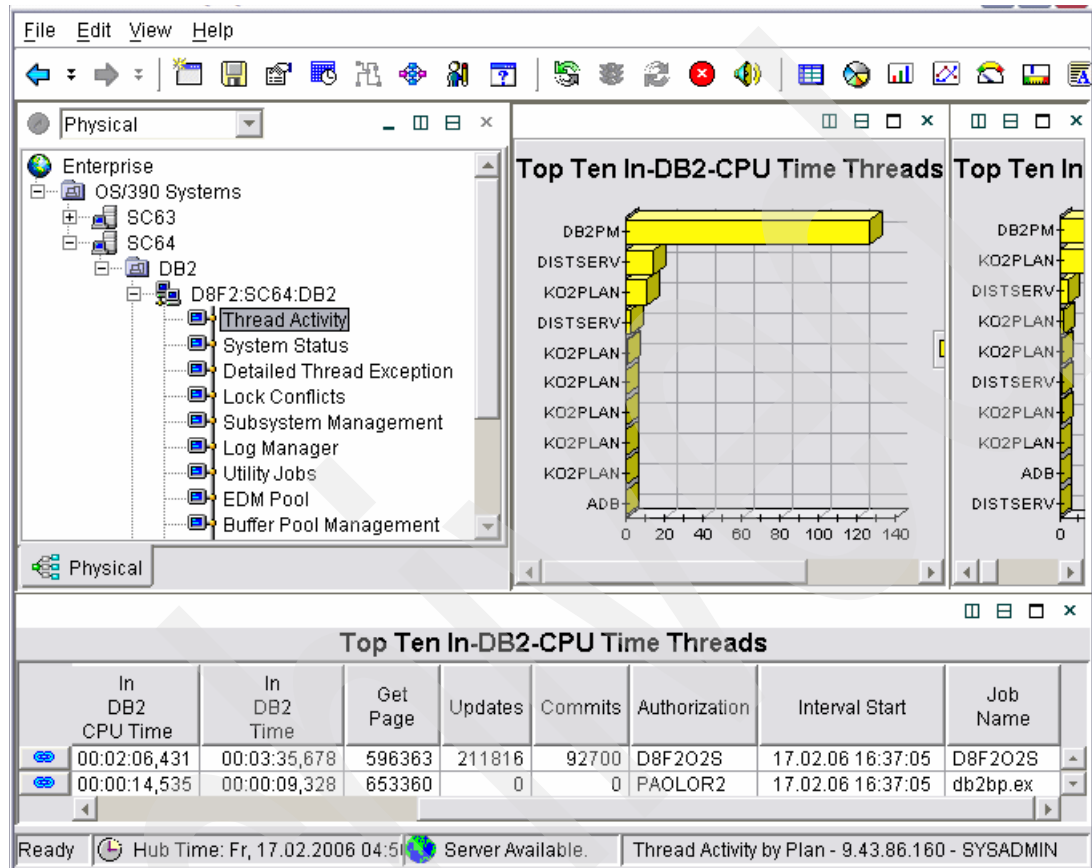 File Edit View Help
Physical
Enterprise
OS/390 Systems
SC63
SC64
DB2
D8F2:SC64:DB2
Thread Activity
System Status
Detailed Thread Exception
Lock Conflicts
Subsystem Management
Log Manager
Utility Jobs
EDM Pool
Buffer Pool Management
Physical
Top Ten In-DB2-CPU Time Threads
DB2PM
DISTSERV
KO2PLAN
DISTSERV
KO2PLAN
KO2PLAN
KO2PLAN
KO2PLAN
KO2PLAN
ADB
0 20 40 60 80 100 120 140
Top Ten In
DB2PM
KO2PLAN
DISTSERV
KO2PLAN
KO2PLAN
DISTSERV
KO2PLAN
KO2PLAN
ADB
DISTSERV
0
Top Ten In-DB2-CPU Time Threads
In DB2 CPU Time In DB2 Time Get Page Updates Commits Authorization Interval Start Job Name
00:02:06,431 00:03:35,678 596363 211816 92700 D8F2O2S 17.02.06 16:37:05 D8F2O2S
00:00:14,535 00:00:09,328 653360 0 0 PAOLOR2 17.02.06 16:37:05 db2bp.ex
Ready Hub Time: Fr, 17.02.2006 04:5 Server Available. Thread Activity by Plan - 9.43.86.160 - SYSADMIN